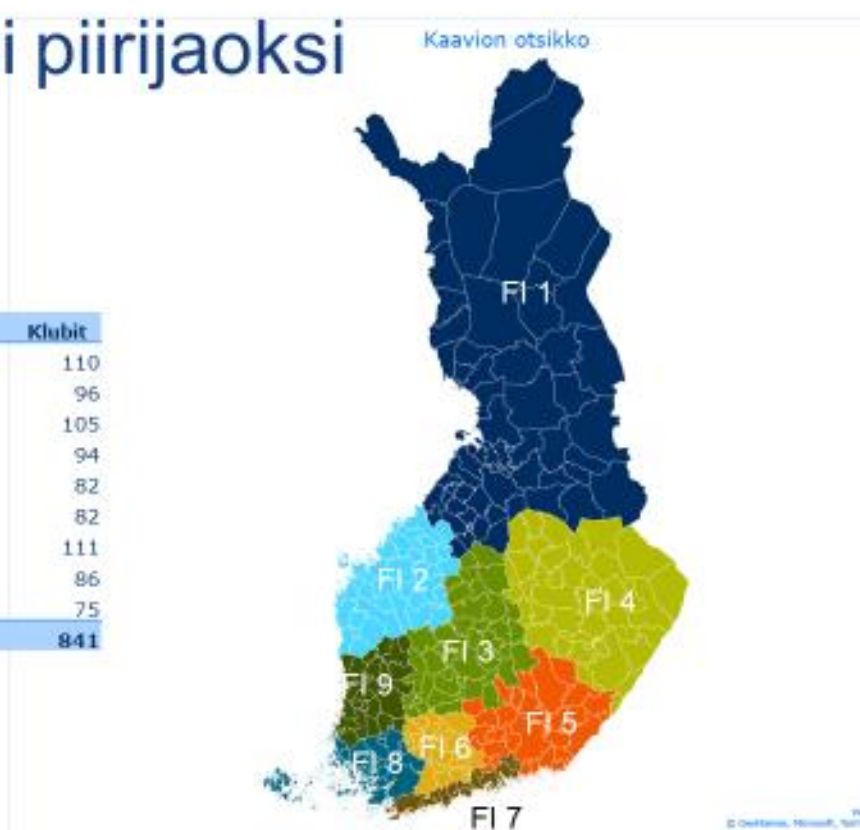 i piirijaoksi
Kaavion otsikko
Klubit
110
96
105
94
82
82
111
86
75
841
FI 1
FI 2
FI 4
FI 3
FI 9
FI 5
FI 6
FI 8
FI 7